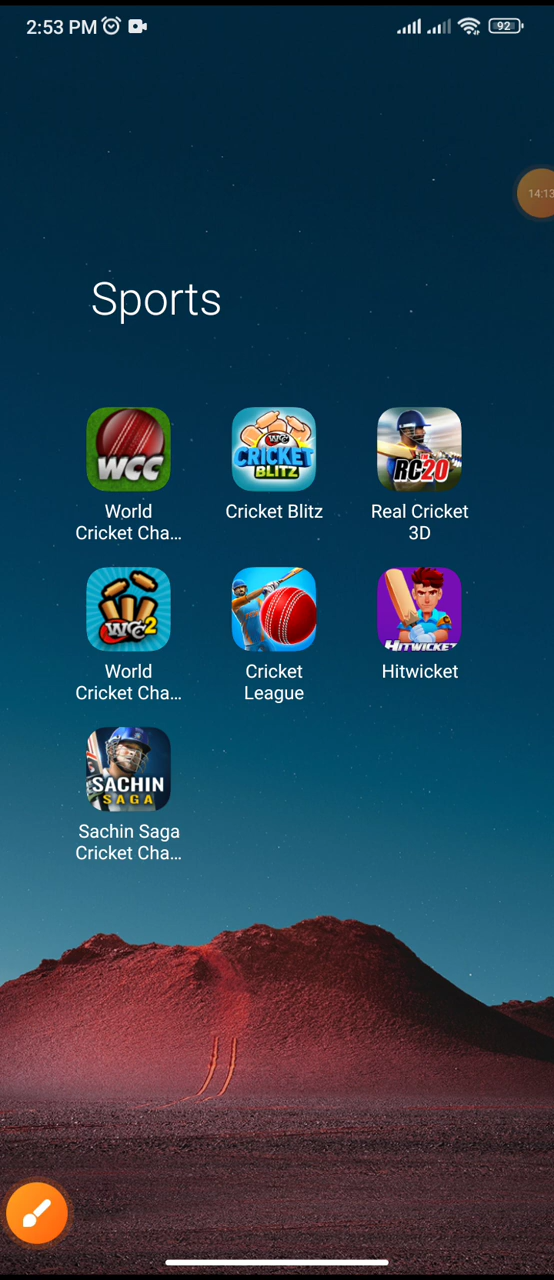 2:53 PM
92
14:13
Sports
WCC
WCC
CRICKET
BLITZ
RC20
World
Cricket Cha...
Cricket Blitz
Real Cricket
3D
WCC2
HITWICKET
World
Cricket Cha...
Cricket
League
Hitwicket
SACHIN
SAGA
Sachin Saga
Cricket Cha...